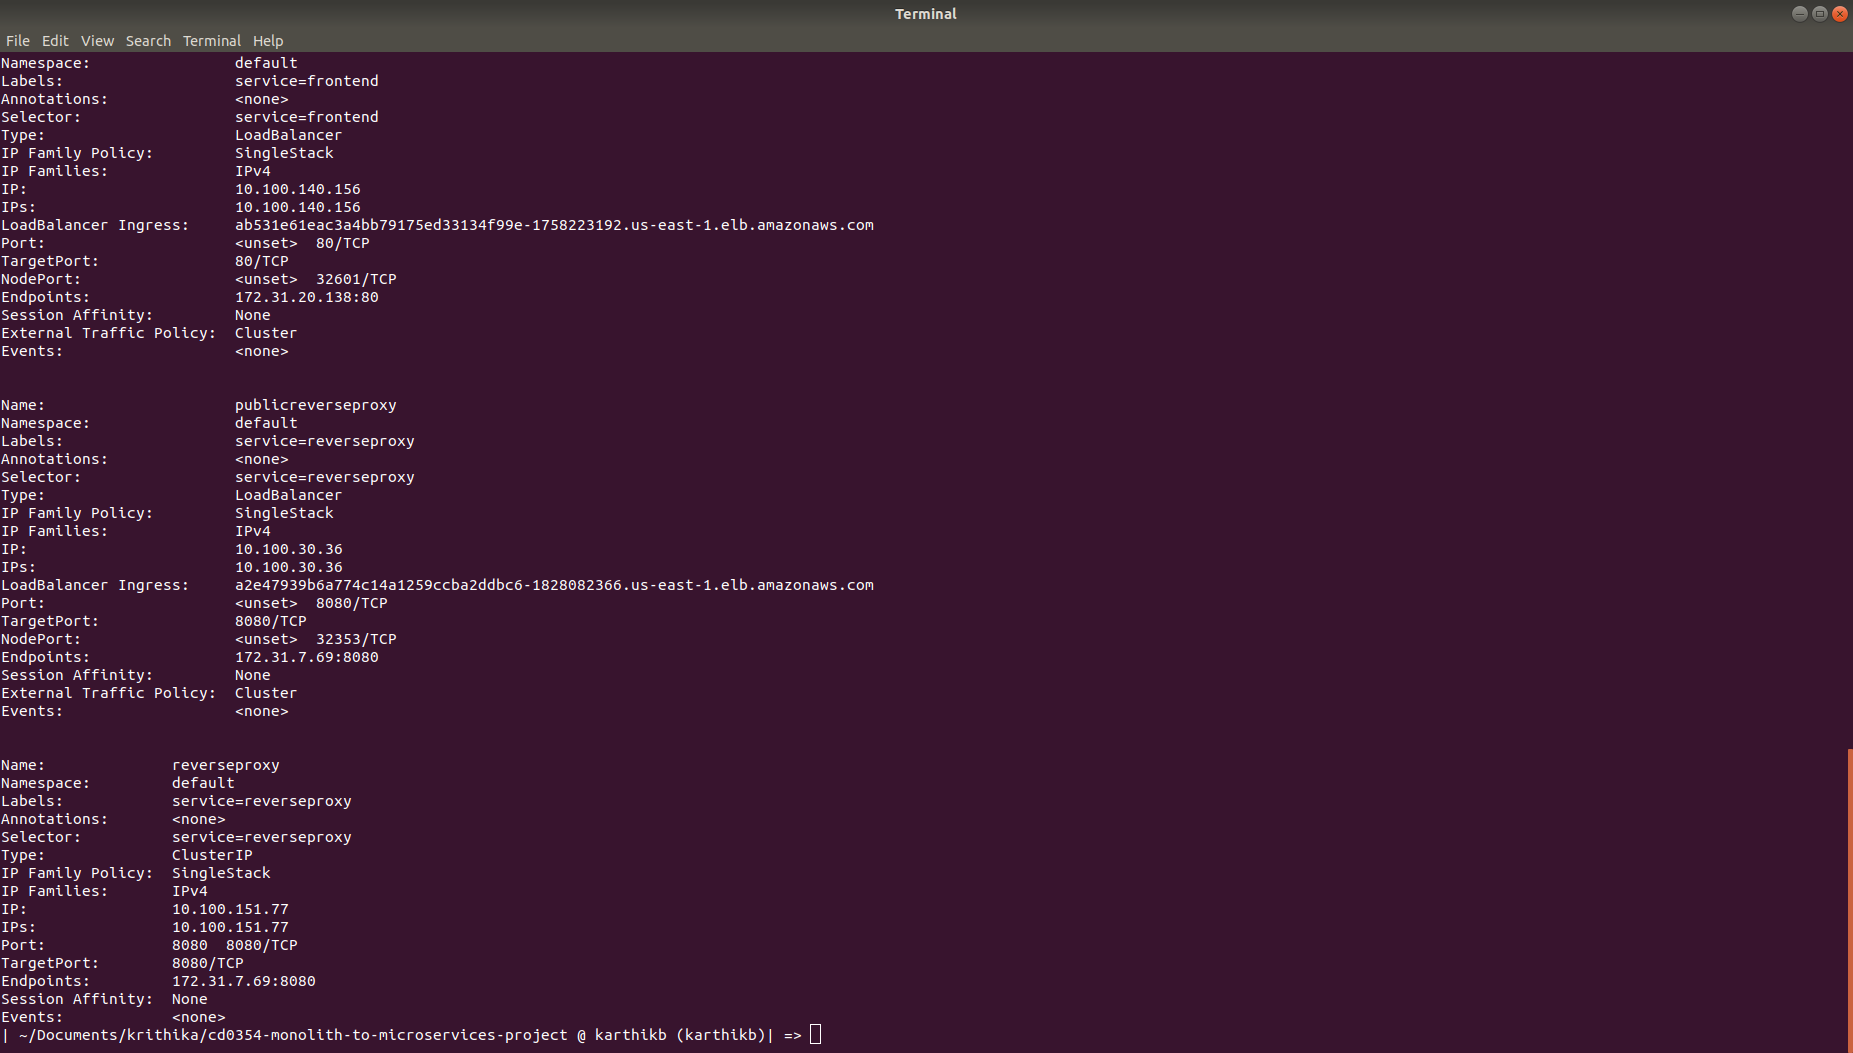 Terminal
File Edit View Search Terminal Help
Namespace: default
Labels: service=frontend
Annotations: <none>
Selector: service=frontend
Type: LoadBalancer
IP Family Policy: SingleStack
IP Families: IPv4
IP: 10.100.140.156
IPs: 10.100.140.156
LoadBalancer Ingress: ab531e61eac3a4bb79175ed33134f99e-1758223192.us-east-1.elb.amazonaws.com
Port: <unset> 80/TCP
TargetPort: 80/TCP
NodePort: <unset> 32601/TCP
Endpoints: 172.31.20.138:80
Session Affinity: None
External Traffic Policy: Cluster
Events: <none>
Name: publicreverseproxy
Namespace: default
Labels: service=reverseproxy
Annotations: <none>
Selector: service=reverseproxy
Type: LoadBalancer
IP Family Policy: SingleStack
IP Families: IPv4
IP: 10.100.30.36
IPs: 10.100.30.36
LoadBalancer Ingress: a2e47939b6a774c14a1259ccba2ddbc6-1828082366.us-east-1.elb.amazonaws.com
Port: <unset> 8080/TCP
TargetPort: 8080/TCP
NodePort: <unset> 32353/TCP
Endpoints: 172.31.7.69:8080
Session Affinity: None
External Traffic Policy: Cluster
Events: <none>
Name: reverseproxy
Namespace: default
Labels: service=reverseproxy
Annotations: <none>
Selector: service=reverseproxy
Type: ClusterIP
IP Family Policy: SingleStack
IP Families: IPv4
IP: 10.100.151.77
IPs: 10.100.151.77
Port: 8080 8080/TCP
TargetPort: 8080/TCP
Endpoints: 172.31.7.69:8080
Session Affinity: None
Events: <none>
| ~/Documents/krithika/cd0354-monolith-to-microservices-project @ karthikb (karthikb)| =>